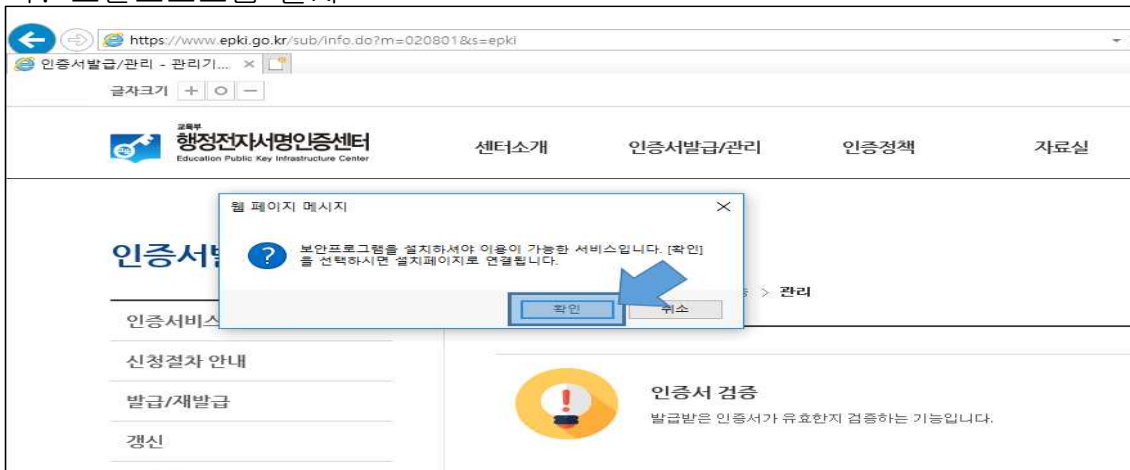 https://www.epki.go.kr/sub/info.do?m=020801&s=epki
인증서발급/관리 - 관리기...
글자크기 + O -
교육부
행정전자서명인증센터
Education Public Key Infrastructure Center
센터소개 인증서발급/관리 인증정책 자료실
웹 페이지 메시지
보안프로그램을 설치하셔야 이용이 가능한 서비스입니다. [확인]
을 선택하시면 설치페이지로 연결됩니다.
인증서
> 관리
확인 취소
인증서비스
신청절차 안내
인증서 검증
발급/재발급
발급받은 인증서가 유효한지 검증하는 기능입니다.
갱신